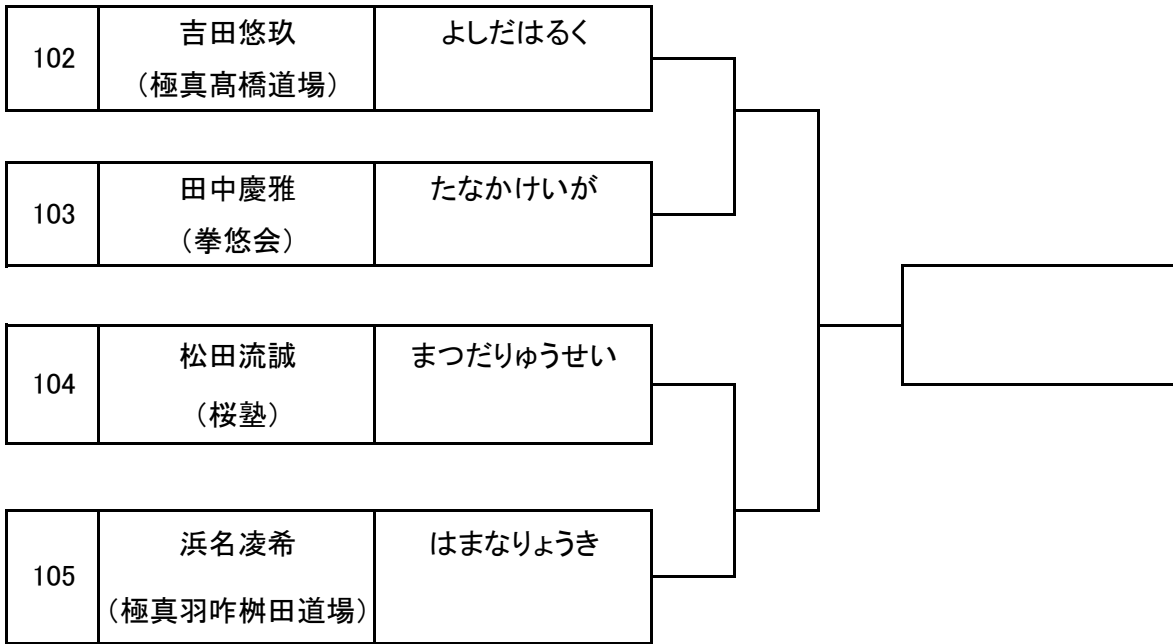 102
吉田悠玖
（極真髙橋道場）
よしだはるく
103
田中慶雅
（拳悠会）
たなかけいが
104
松田流誠
（桜塾）
まつだりゅうせい
105
浜名凌希
（極真羽咋桝田道場）
はまなりょうき